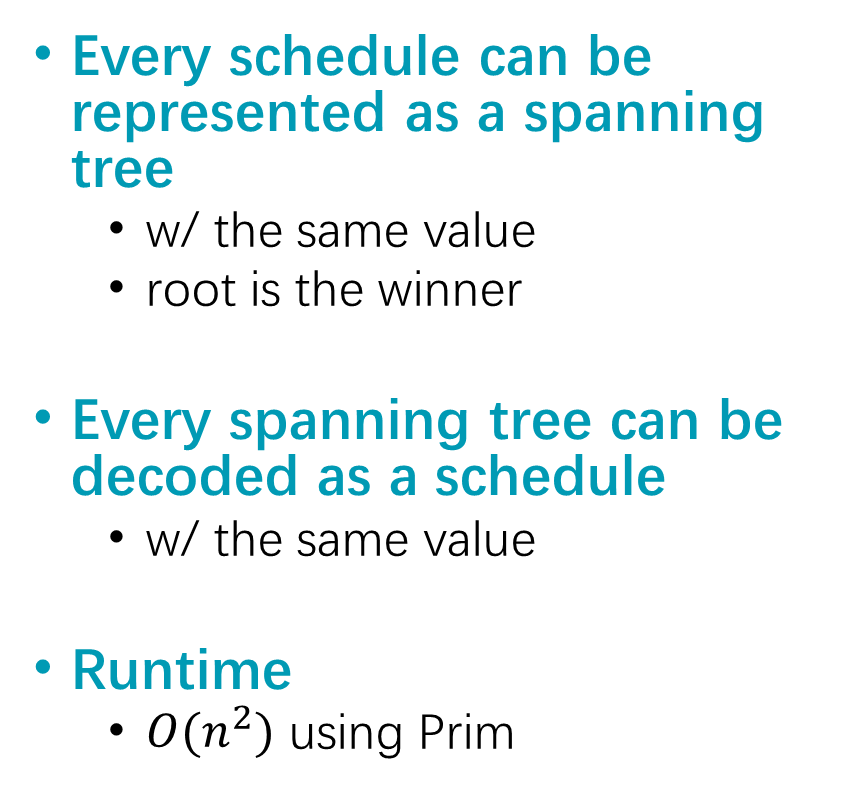 • Every schedule can be
represented as a spanning
tree
• w/ the same value
• root is the winner
• Every spanning tree can be
decoded as a schedule
• w/ the same value
• Runtime
• 𝑂(𝑛²) using Prim